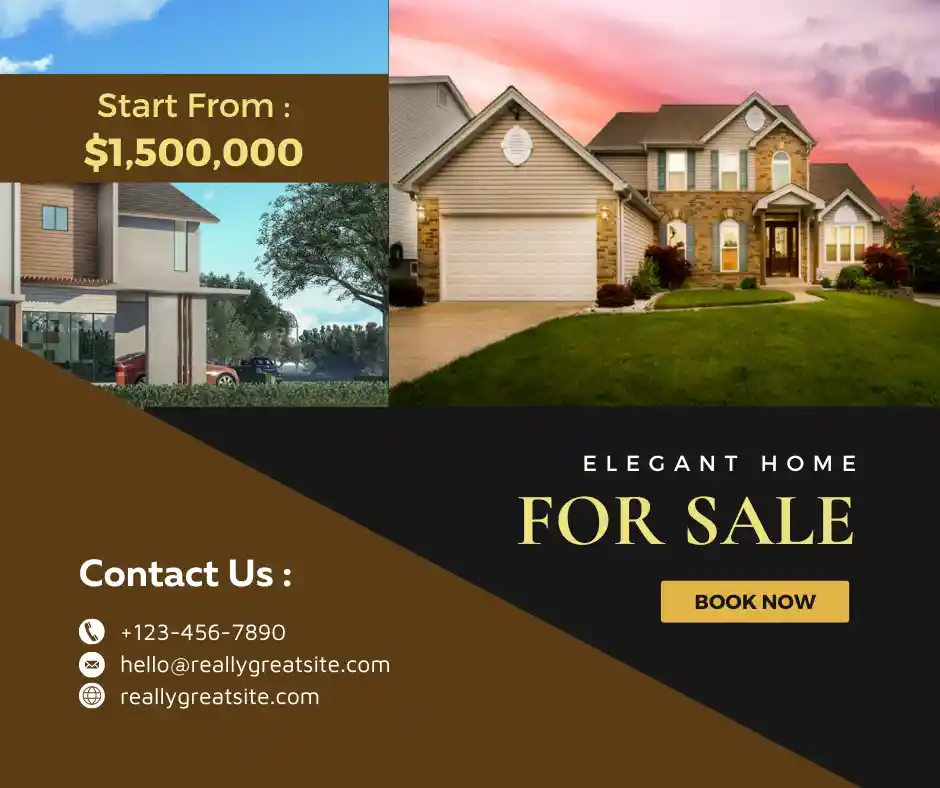 Start From :
$1,500,000
ELEGANT HOME
FOR SALE
BOOK NOW
Contact Us :
+123-456-7890
hello@reallygreatsite.com
reallygreatsite.com